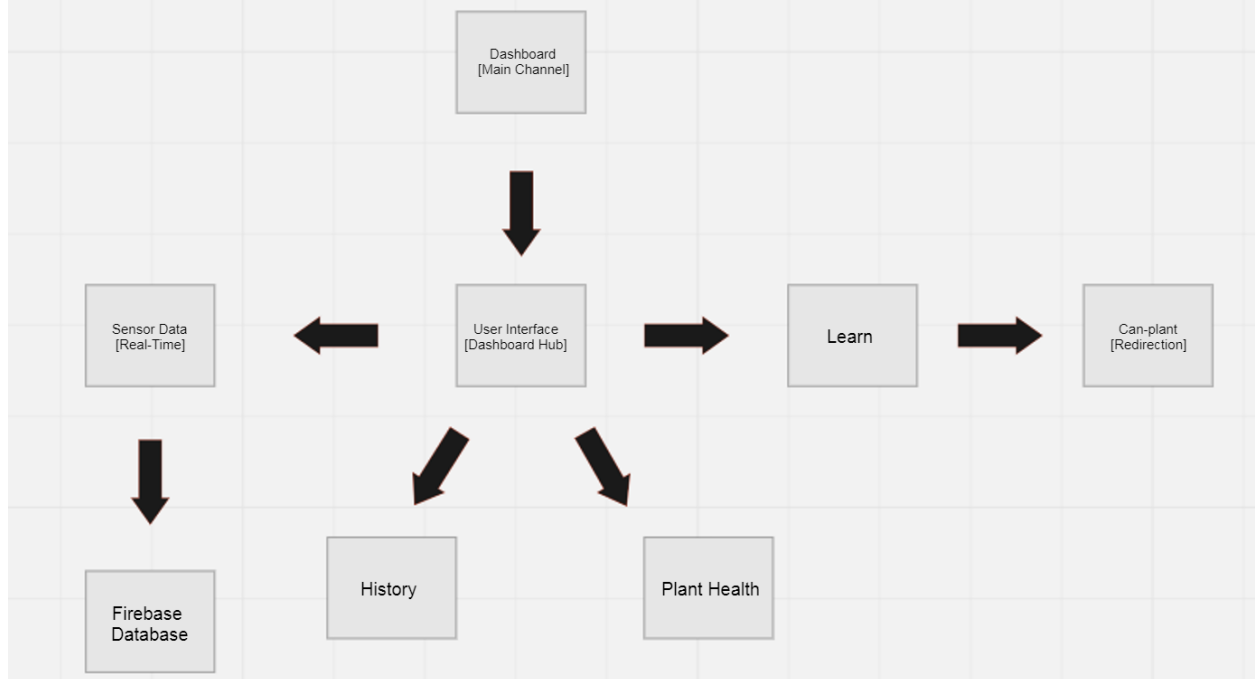 Dashboard
[Main Channel]
Sensor Data
[Real-Time]
User Interface
[Dashboard Hub]
Learn
Can-plant
[Redirection]
Firebase
Database
History
Plant Health